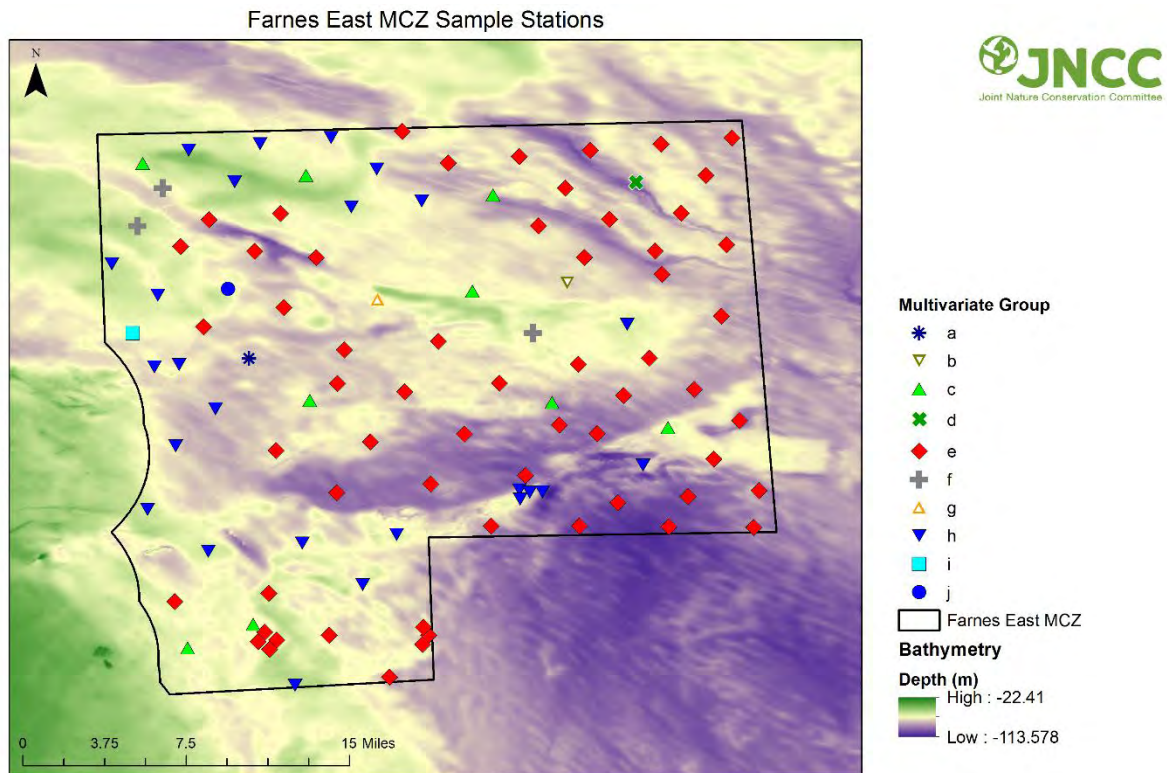 Farnes East MCZ Sample Stations
N
JNCC
Joint Nature Conservation Committee
Multivariate Group
a
b
c
d
e
f
g
h
i
j
Farnes East MCZ
Bathymetry
Depth (m)
High : -22.41
Low : -113.578
0 3.75 7.5 15 Miles